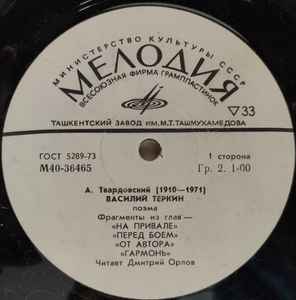 МИНИСТЕРСТВО КУЛЬТУРЫ СССР
МЕЛОДИЯ
ВСЕСОЮЗНАЯ ФИРМА ГРАМПЛАСТИНОК
33
ТАШКЕНТСКИЙ ЗАВОД ИМ. М.Т. ТАШМУХАМЕДОВА
ГОСТ 5289-73
1 сторона
М40-36465
Гр. 2. 1-00
А. Твардовский (1910—1971)
ВАСИЛИЙ ТЕРКИН
поэма
Фрагменты из глав—
«НА ПРИВАЛЕ»
«ПЕРЕД БОЕМ»
«ОТ АВТОРА»
«ГАРМОНЬ»
Читает Дмитрий Орлов